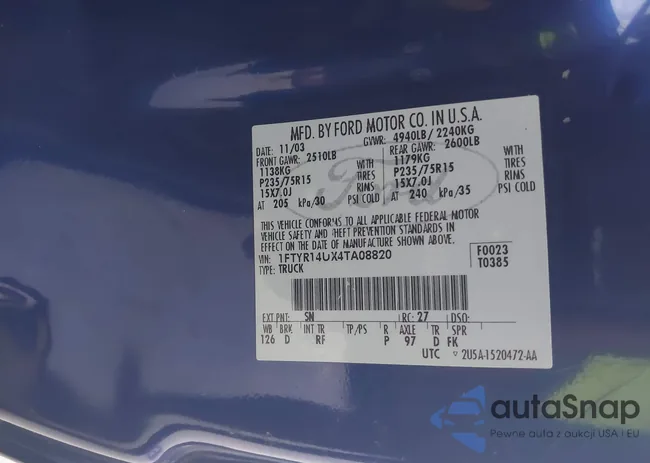 MFD. BY FORD MOTOR CO. IN U.S.A.
DATE: 11/03 GVWR: 4940LB/ 2240KG
FRONT GAWR: 2510LB REAR GAWR: 2600LB
1138KG 1179KG
P235/75R15 TIRES P235/75R15 TIRES
15X7.0J RIMS 15X7.0J RIMS
AT 205 kPa/30 PSI COLD AT 240 kPa/35 PSI COLD
Ford
THIS VEHICLE CONFORMS TO ALL APPLICABLE FEDERAL MOTOR
VEHICLE SAFETY AND THEFT PREVENTION STANDARDS IN
EFFECT ON THE DATE OF MANUFACTURE SHOWN ABOVE.
VIN: 1FTYR14UX4TA08820 F0023
TYPE: TRUCK T0385
EXT PNT: SN RC: 27 DSO:
WB BRK INT TR TP/PS R AXLE TR SPR
126 D RF P 97 D FK
UTC 2U5A-1520472-AA
autaSnap
Pewne auta z aukcji USA i EU